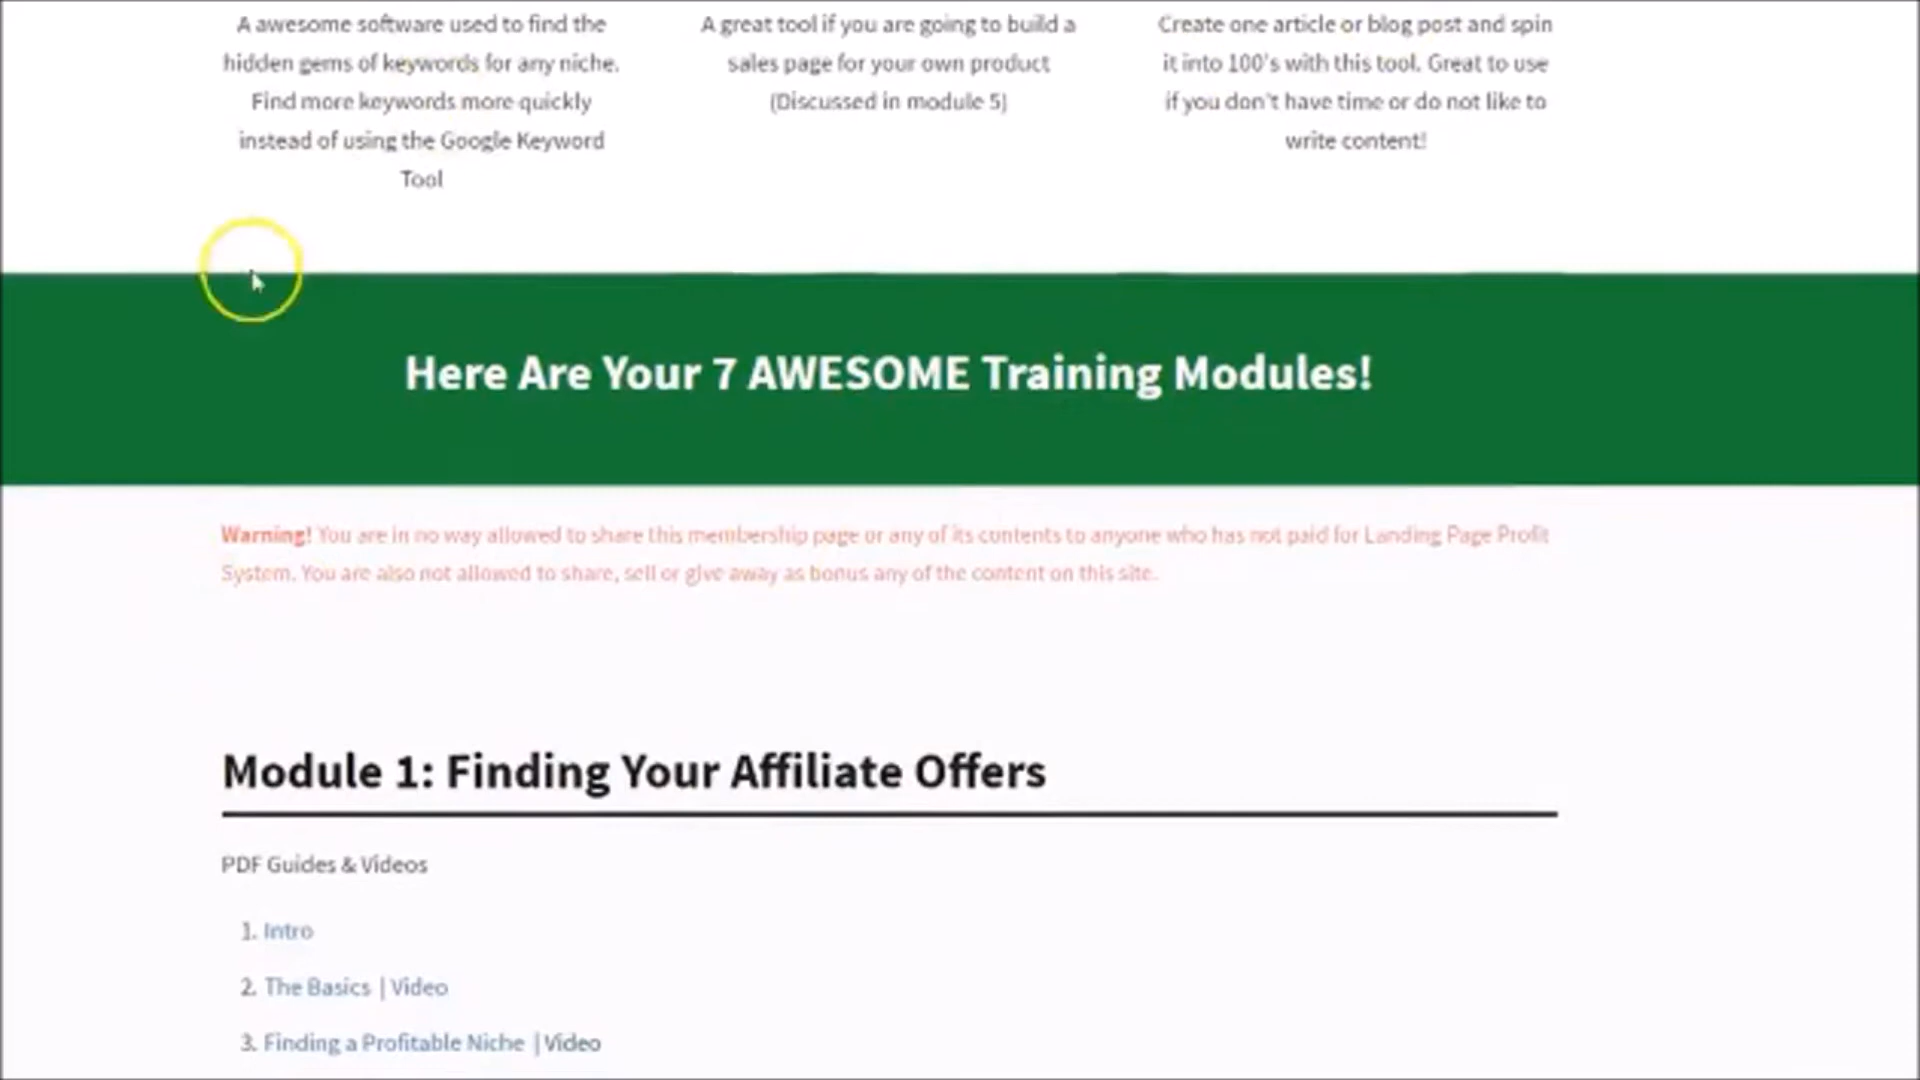 A awesome software used to find the
hidden gems of keywords for any niche.
Find more keywords more quickly
instead of using the Google Keyword
Tool
A great tool if you are going to build a
sales page for your own product
(Discussed in module 5)
Create one article or blog post and spin
it into 100's with this tool. Great to use
if you don't have time or do not like to
write content!
Here Are Your 7 AWESOME Training Modules!
Warning! You are in no way allowed to share this membership page or any of its contents to anyone who has not paid for Landing Page Profit
System. You are also not allowed to share, sell or give away as bonus any of the content on this site.
Module 1: Finding Your Affiliate Offers
PDF Guides & Videos
1. Intro
2. The Basics | Video
3. Finding a Profitable Niche | Video